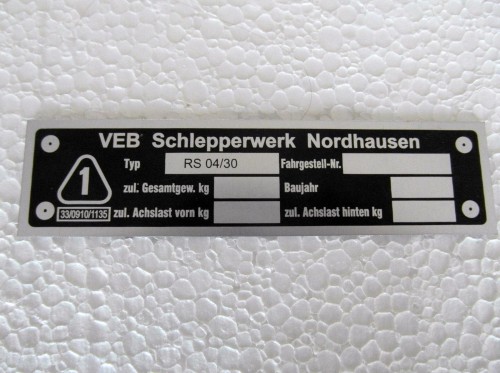 VEB Schlepperwerk Nordhausen
Typ RS 04/30 Fahrgestell-Nr.
1 zul. Gesamtgew. kg Baujahr
33/0910/1135 zul. Achslast vorn kg zul. Achslast hinten kg